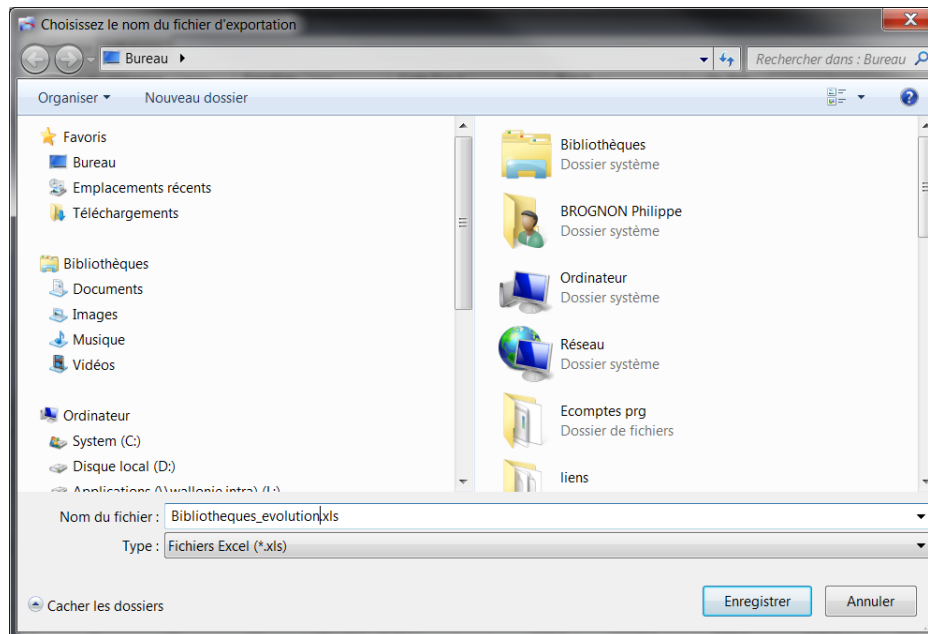 Choisissez le nom du fichier d'exportation
Bureau
Rechercher dans : Bureau
Organiser
Nouveau dossier
Favoris
Bureau
Emplacements récents
Téléchargements
Bibliothèques
Documents
Images
Musique
Vidéos
Ordinateur
System (C:)
Disque local (D:)
Applications (\\wallonie.intra) (L:)
Bibliothèques
Dossier système
BROGNON Philippe
Dossier système
Ordinateur
Dossier système
Réseau
Dossier système
Ecomptes prg
Dossier de fichiers
liens
Nom du fichier : Bibliotheques_evolution.xls
Type : Fichiers Excel (*.xls)
Cacher les dossiers
Enregistrer
Annuler